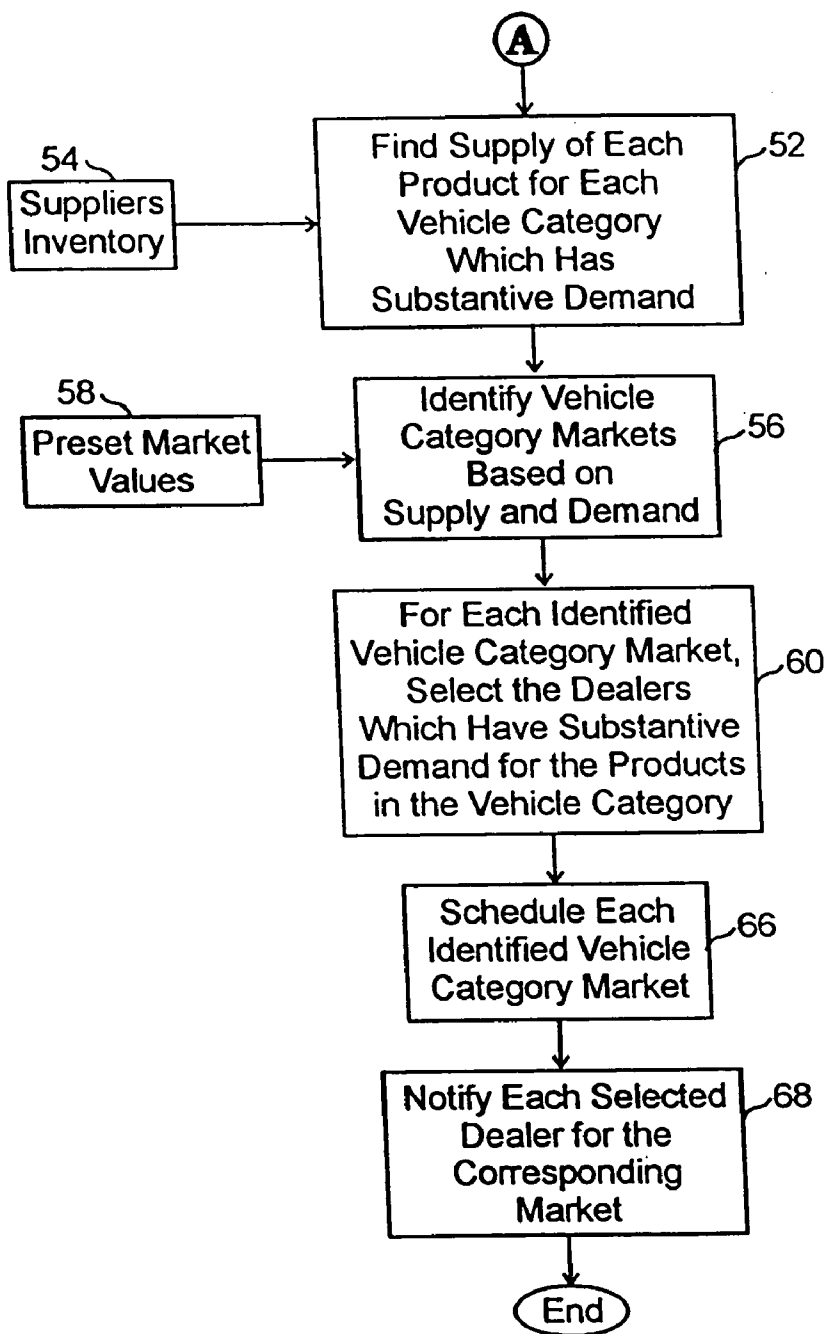 A
Find Supply of Each
Product for Each
Vehicle Category
Which Has
Substantive Demand
52
54
Suppliers
Inventory
Identify Vehicle
Category Markets
Based on
Supply and Demand
56
58
Preset Market
Values
For Each Identified
Vehicle Category Market,
Select the Dealers
Which Have Substantive
Demand for the Products
in the Vehicle Category
60
Schedule Each
Identified Vehicle
Category Market
66
Notify Each Selected
Dealer for the
Corresponding
Market
68
End